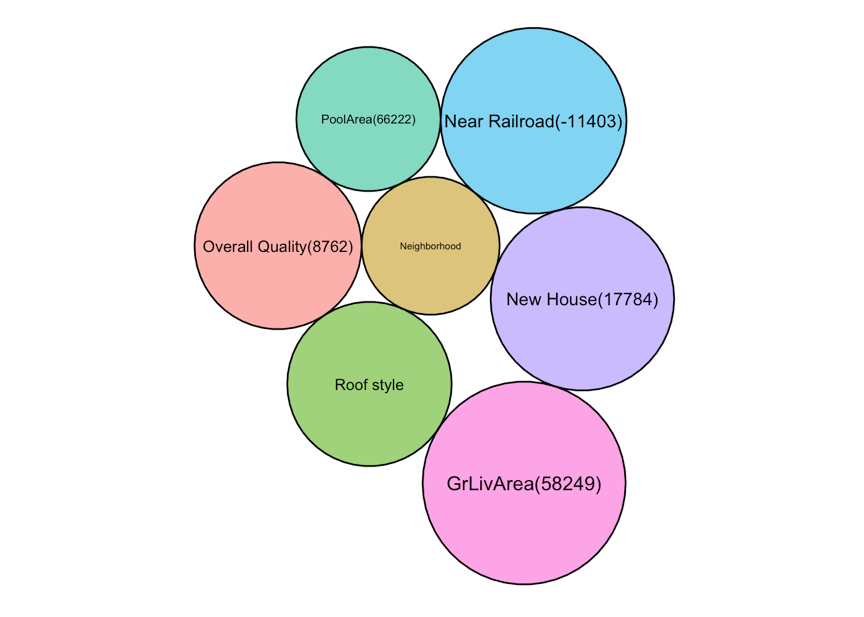 PoolArea(66222)
Near Railroad(-11403)
Overall Quality(8762)
Neighborhood
New House(17784)
Roof style
GrLivArea(58249)